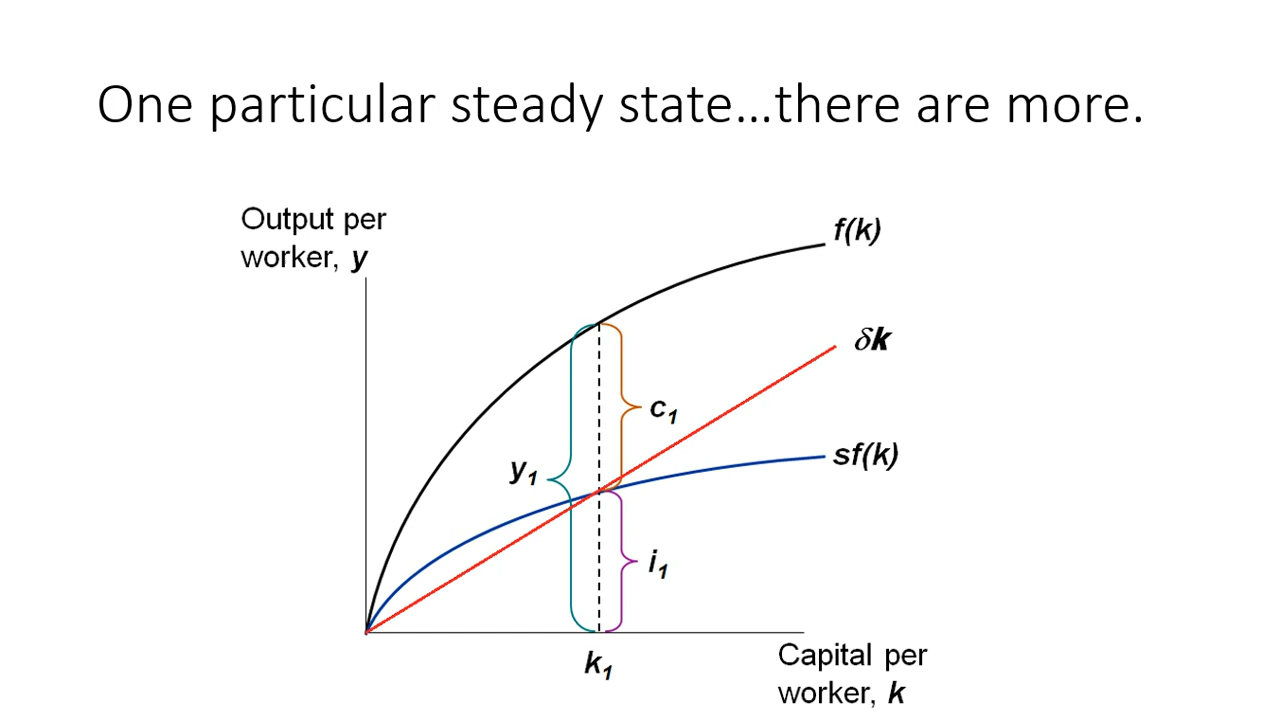 One particular steady state…there are more.
Output per
worker, y
f(k)
δk
c₁
sf(k)
y₁
i₁
k₁
Capital per
worker, k